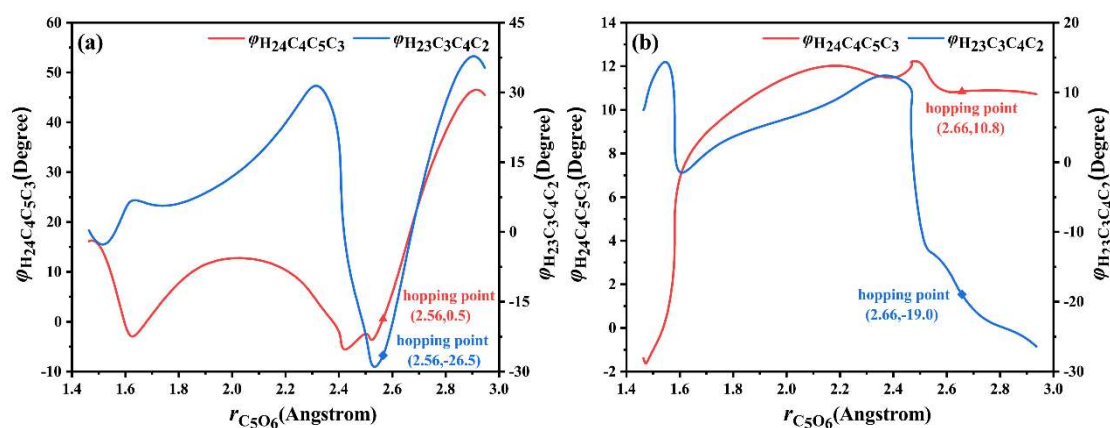 (a) φH24C4C5C3 φH23C3C4C2
φH24C4C5C3(Degree)
60
50
40
30
20
10
0
-10
45
30
15
0
-15
-30
φH23C3C4C2(Degree)
hopping point
(2.56,0.5)
hopping point
(2.56,-26.5)
1.4 1.6 1.8 2.0 2.2 2.4 2.6 2.8 3.0
rC5O6(Angstrom)
(b) φH24C4C5C3 φH23C3C4C2
φH24C4C5C3(Degree)
14
12
10
8
6
4
2
0
-2
20
10
0
-10
-20
-30
φH23C3C4C2(Degree)
hopping point
(2.66,10.8)
hopping point
(2.66,-19.0)
1.4 1.6 1.8 2.0 2.2 2.4 2.6 2.8 3.0
rC5O6(Angstrom)